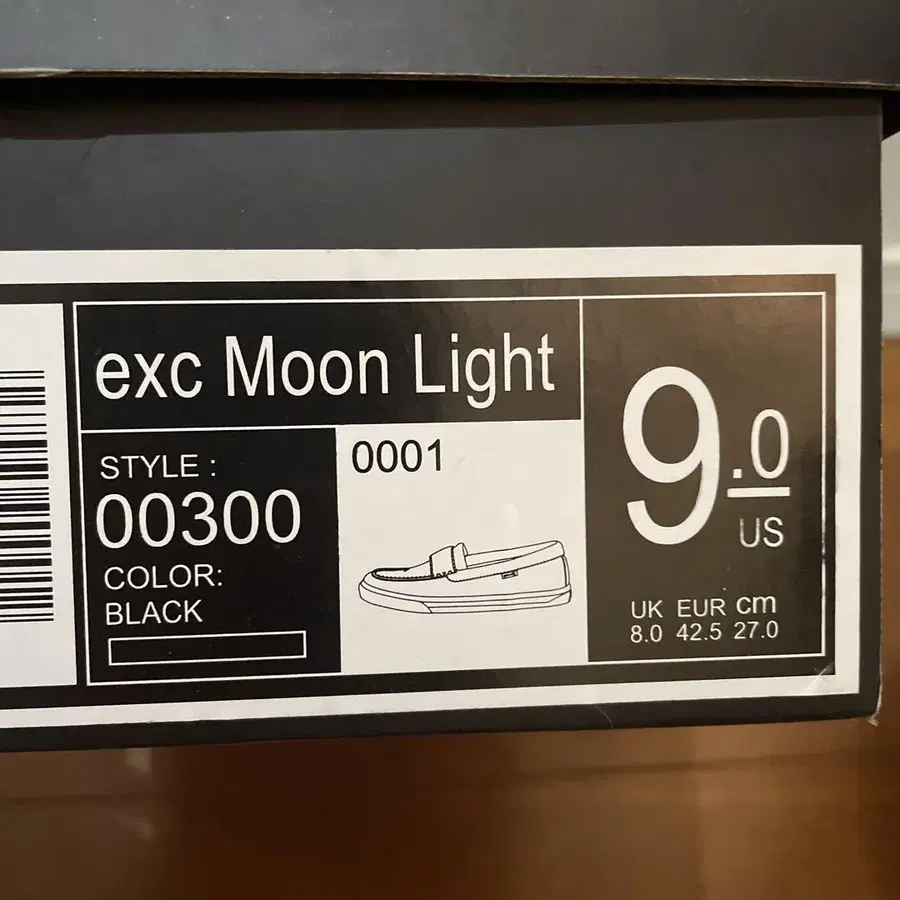 exc Moon Light
STYLE :
00300
COLOR:
BLACK
0001
9.0
US
UK EUR cm
8.0 42.5 27.0